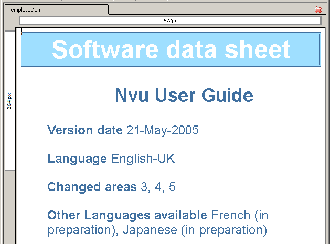 Software data sheet
Nvu User Guide
Version date 21-May-2005
Language English-UK
Changed areas 3, 4, 5
Other Languages available French (in
preparation), Japanese (in preparation)